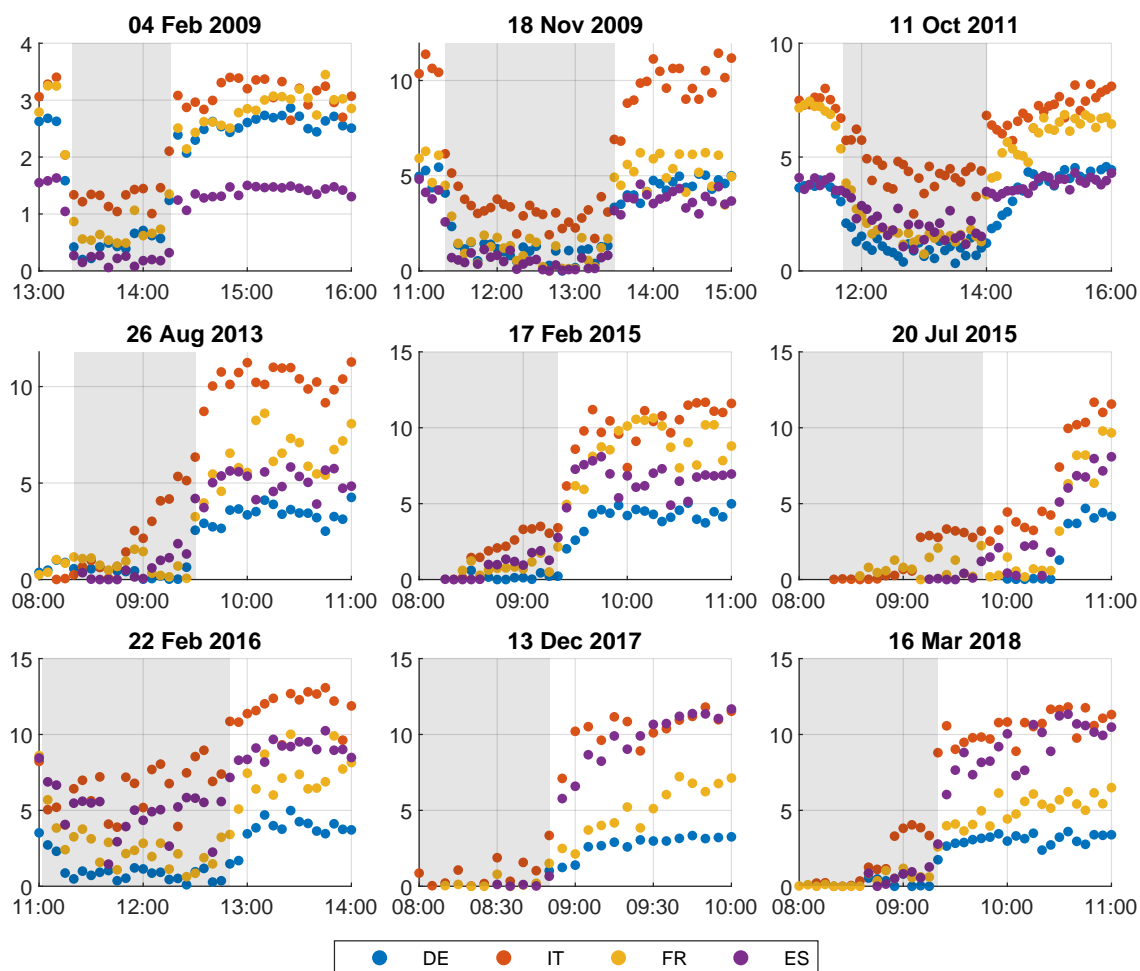 04 Feb 2009
4
3
2
1
0
13:00 14:00 15:00 16:00
18 Nov 2009
10
5
0
11:00 12:00 13:00 14:00 15:00
11 Oct 2011
10
5
0
12:00 14:00 16:00
26 Aug 2013
10
5
0
08:00 09:00 10:00 11:00
17 Feb 2015
15
10
5
0
08:00 09:00 10:00 11:00
20 Jul 2015
15
10
5
0
08:00 09:00 10:00 11:00
22 Feb 2016
15
10
5
0
11:00 12:00 13:00 14:00
13 Dec 2017
15
10
5
0
08:00 08:30 09:00 09:30 10:00
16 Mar 2018
15
10
5
0
08:00 09:00 10:00 11:00
DE IT FR ES